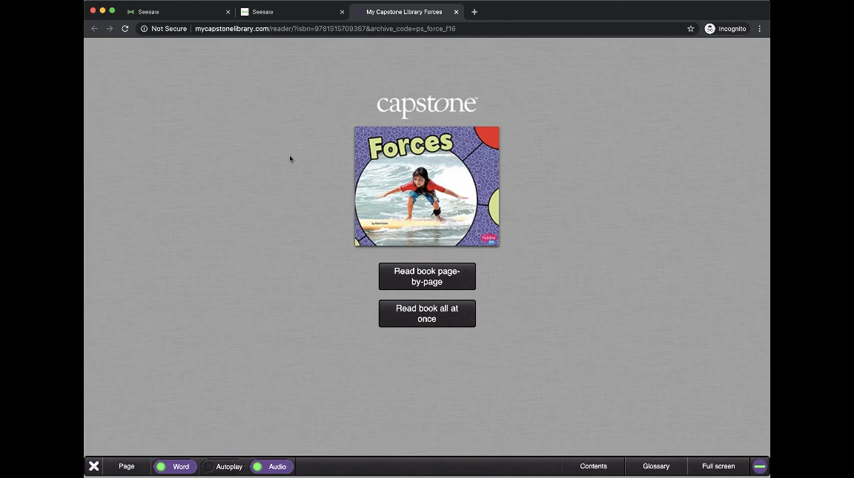 Seesaw
Seesaw
My Capstone Library Forces
Not Secure mycapstonelibrary.com/reader/?isbn=9781515709367&archive_code=ps_force_f16
Incognito
capstone
Forces
Read book page-
by-page
Read book all at
once
Page
Word
Autoplay
Audio
Contents
Glossary
Full screen